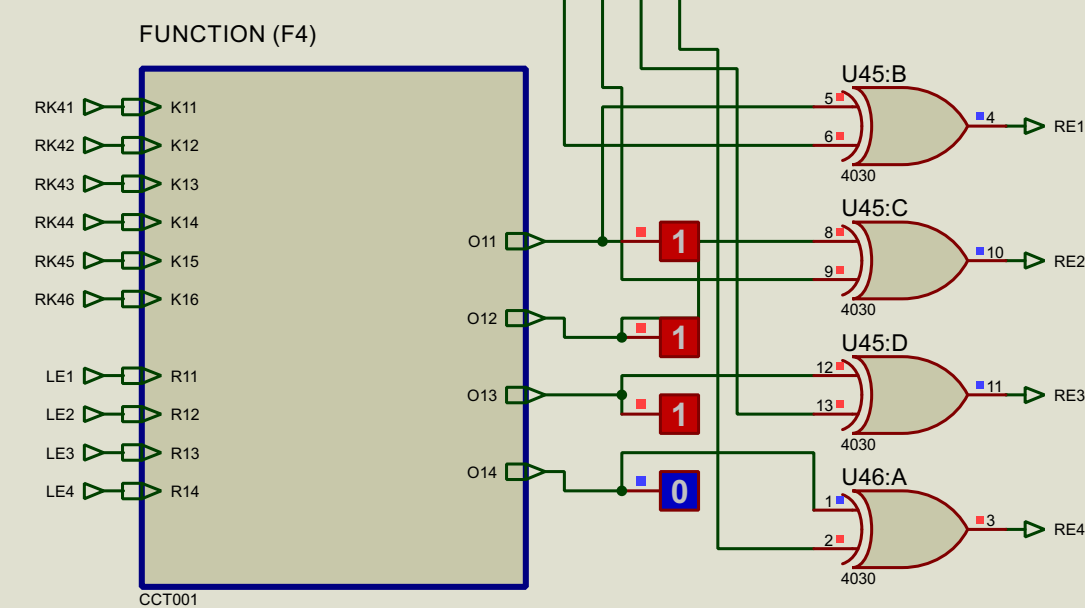 FUNCTION (F4)
RK41
K11
RK42
K12
RK43
K13
RK44
K14
RK45
K15
RK46
K16
LE1
R11
LE2
R12
LE3
R13
LE4
R14
O11
1
O12
1
O13
1
O14
0
CCT001
U45:B
5
6
4
RE1
4030
U45:C
8
9
10
RE2
4030
U45:D
12
13
11
RE3
4030
U46:A
1
2
3
RE4
4030